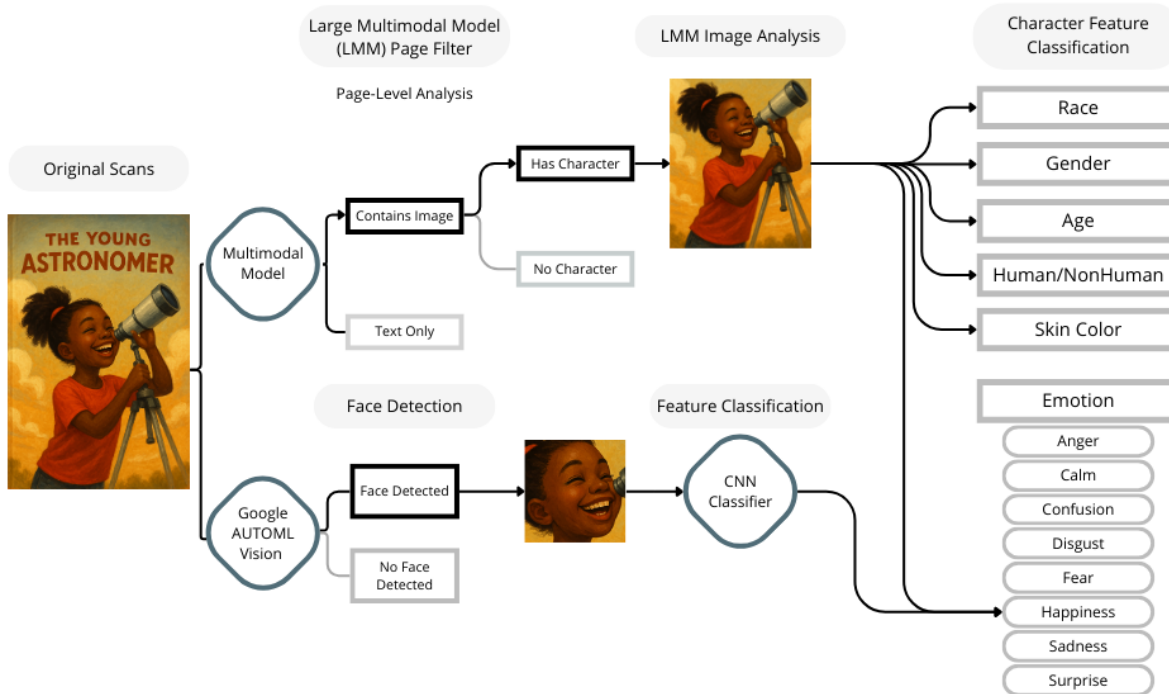 Large Multimodal Model
(LMM) Page Filter
LMM Image Analysis
Character Feature
Classification
Page-Level Analysis
Original Scans
THE YOUNG
ASTRONOMER
Multimodal
Model
Contains Image
Text Only
Has Character
No Character
Race
Gender
Age
Human/NonHuman
Skin Color
Face Detection
Feature Classification
Google
AUTOML
Vision
Face Detected
No Face
Detected
CNN
Classifier
Emotion
Anger
Calm
Confusion
Disgust
Fear
Happiness
Sadness
Surprise